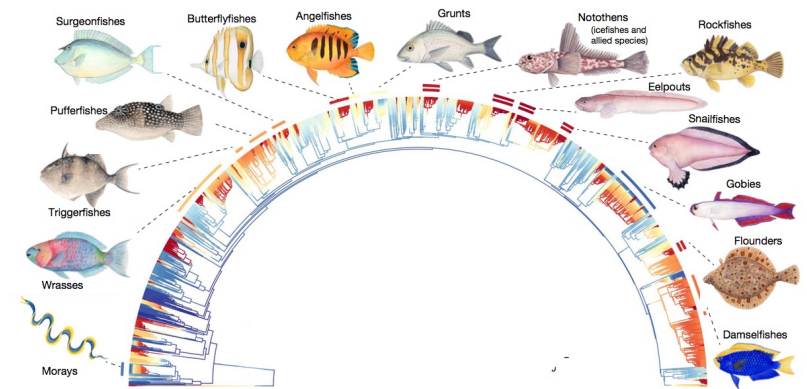 Surgeonfishes
Butterflyfishes
Angelfishes
Grunts
Notothens
(icefishes and
allied species)
Rockfishes
Eelpouts
Pufferfishes
Snailfishes
Triggerfishes
Gobies
Wrasses
Flounders
Morays
Damselfishes